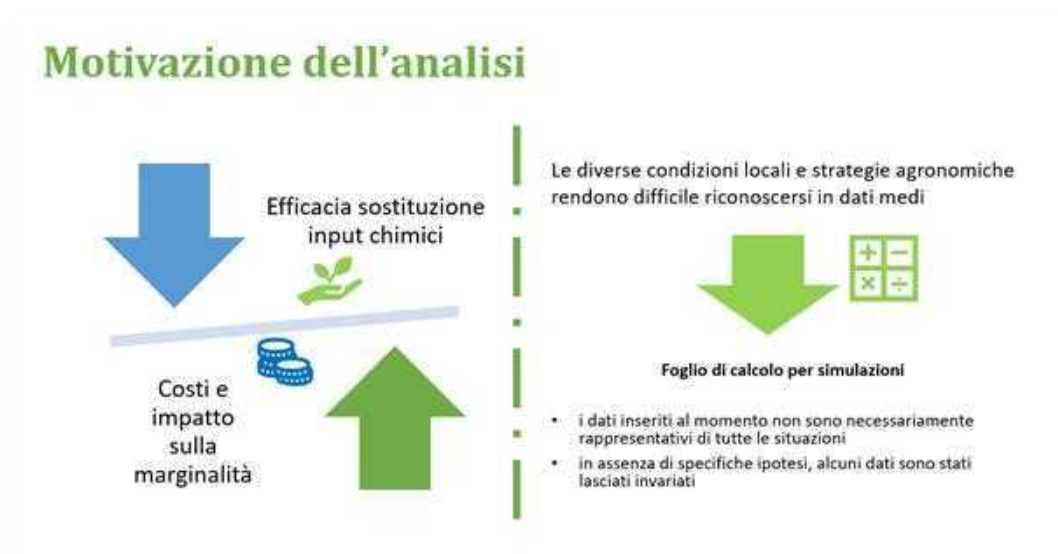 Motivazione dell'analisi
Efficacia sostituzione
input chimici
Costi e
impatto
sulla
marginalità
Le diverse condizioni locali e strategie agronomiche
rendono difficile riconoscersi in dati medi
Foglio di calcolo per simulazioni
• i dati inseriti al momento non sono necessariamente
rappresentativi di tutte le situazioni
• in assenza di specifiche ipotesi, alcuni dati sono stati
lasciati invariati